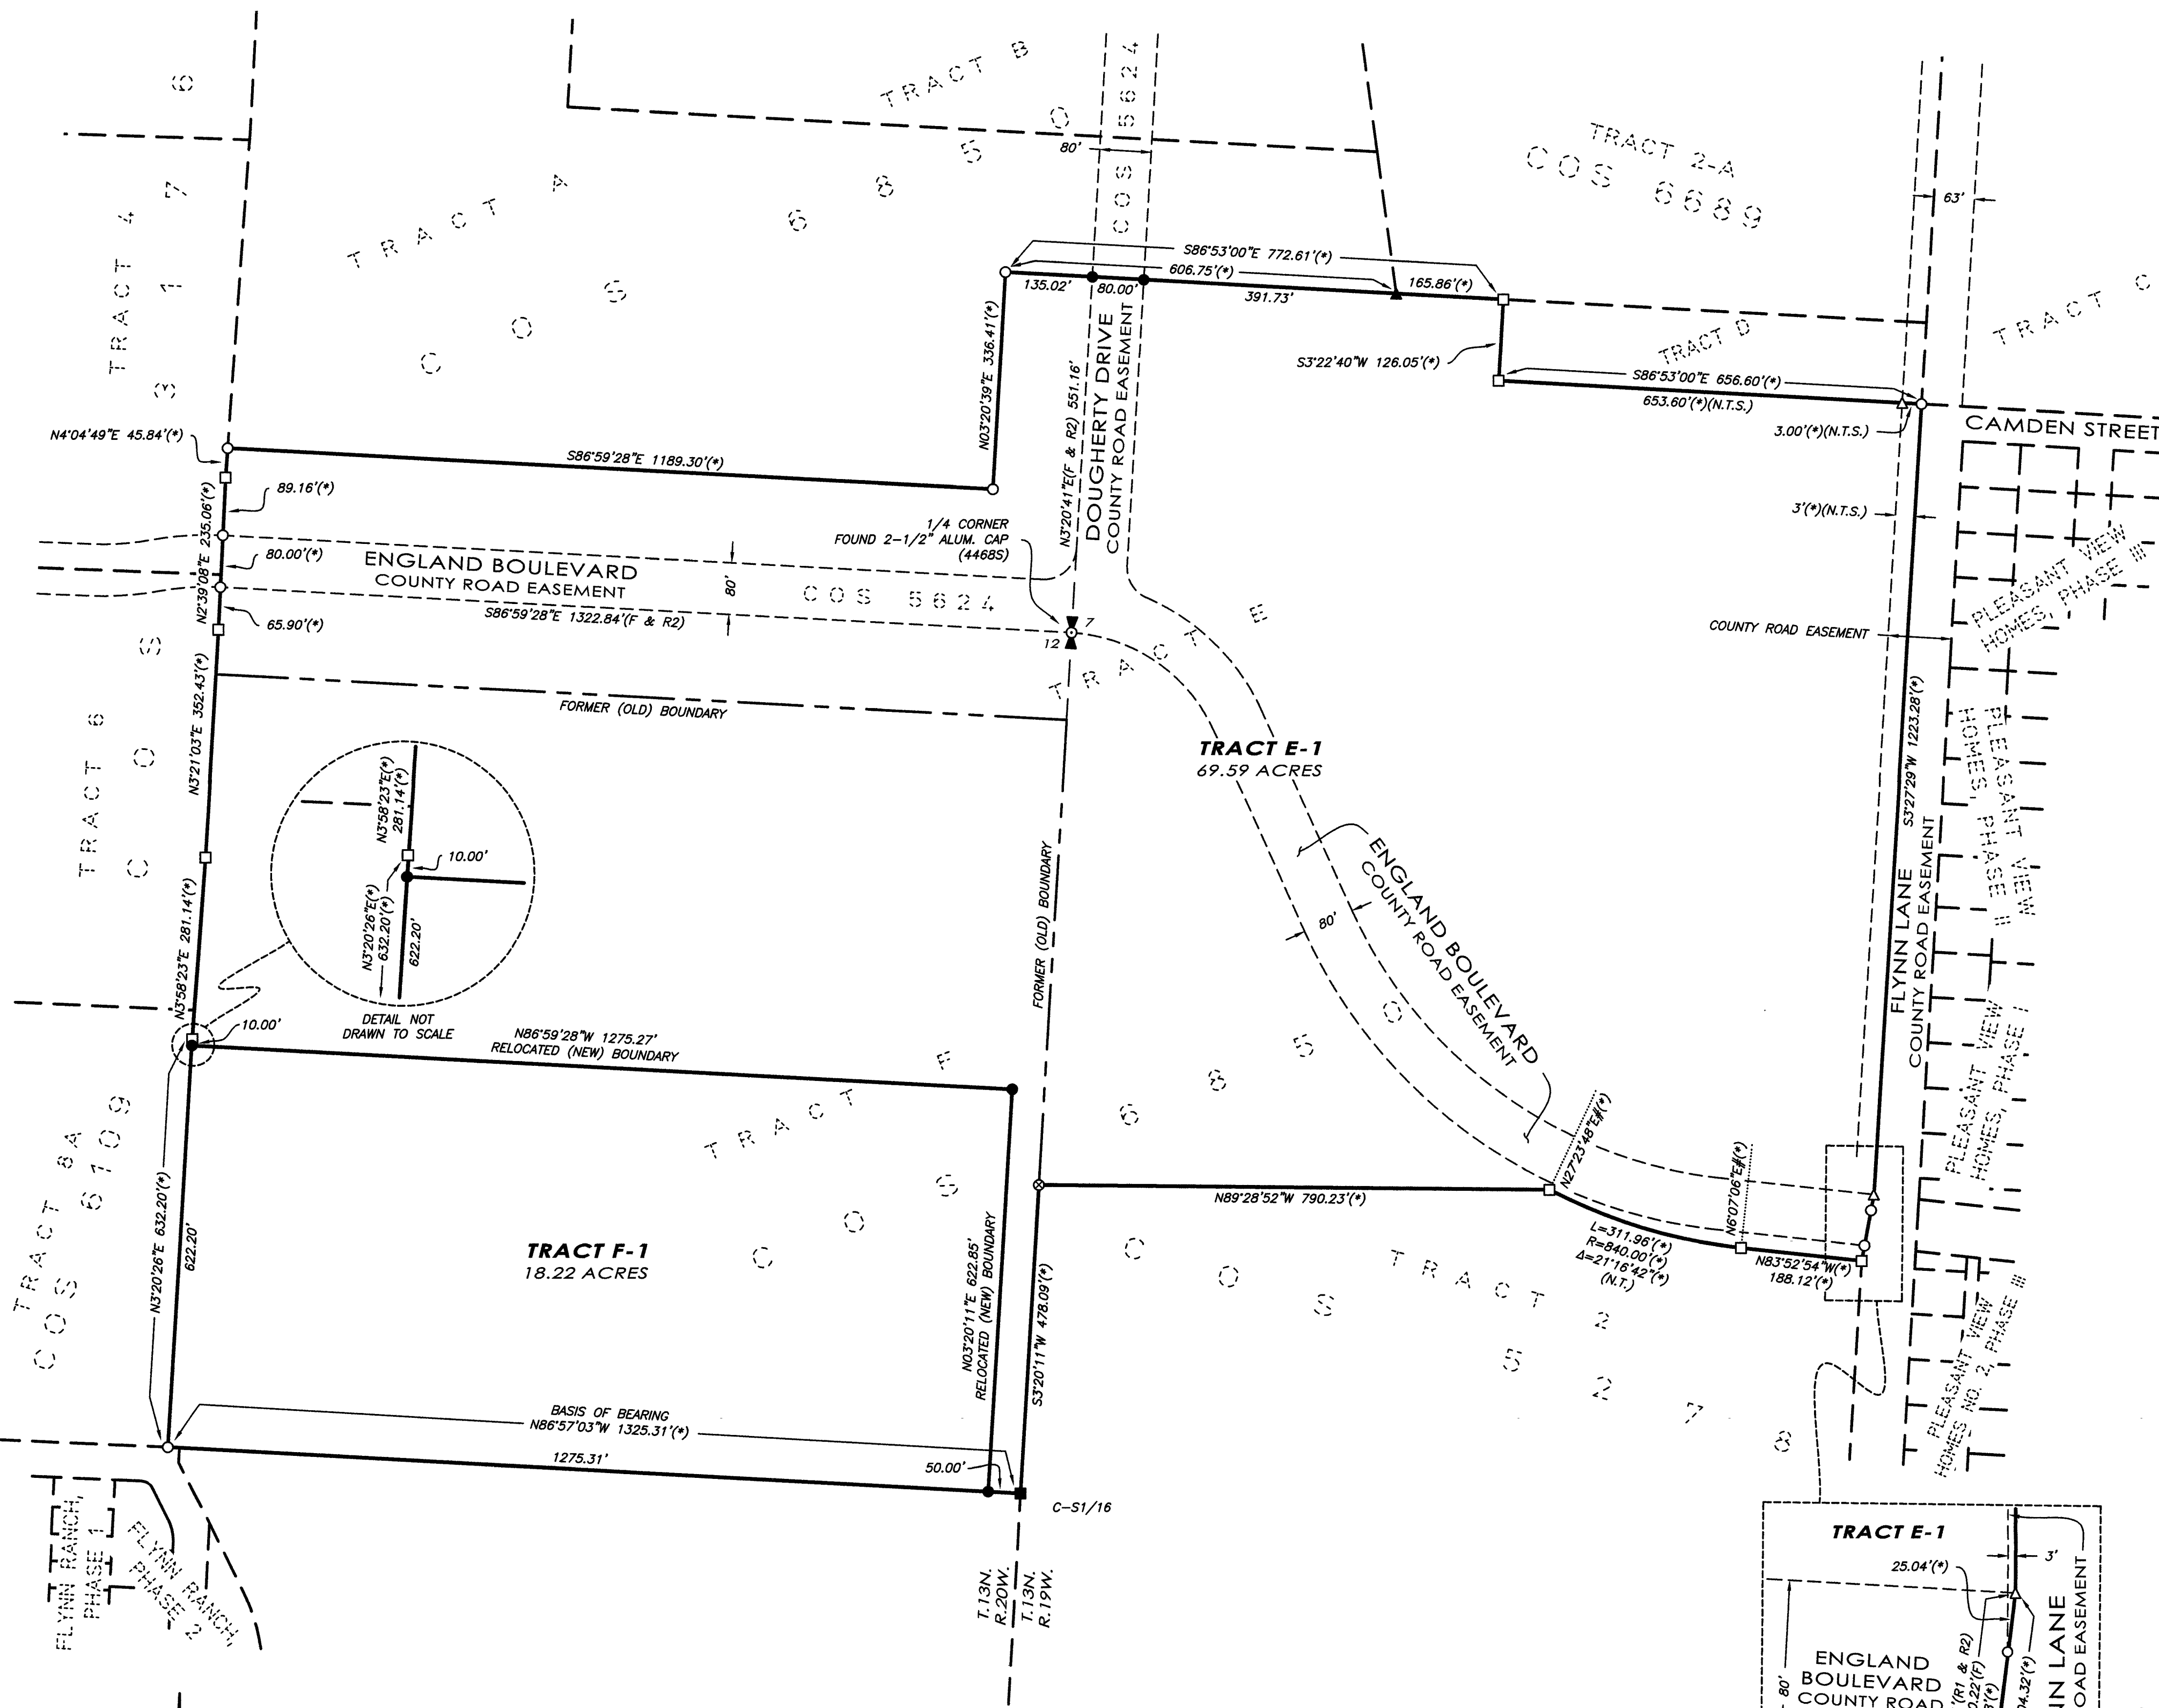 TRACT 4
3 1 7 6
TRACT A
COS 6850
TRACT B
COS 5624
80'
TRACT 2-A
COS 6689
63'
TRACT C
S86°53'00"E 772.61'(*)
606.75'(*)
165.86'(*)
135.02'
80.00'
391.73'
N03°20'39"E 336.41'(*)
N3°20'41"E(F & R2) 551.16'
DOUGHERTY DRIVE
COUNTY ROAD EASEMENT
S3°22'40"W 126.05'(*)
TRACT D
S86°53'00"E 656.60'(*)
653.60'(*)(N.T.S.)
3.00'(*)(N.T.S.)
CAMDEN STREET
N4°04'49"E 45.84'(*)
S86°59'28"E 1189.30'(*)
89.16'(*)
N2°39'08"E 235.06'(*)
80.00'(*)
65.90'(*)
ENGLAND BOULEVARD
COUNTY ROAD EASEMENT
S86°59'28"E 1322.84'(F & R2)
80'
COS 5624
1/4 CORNER
FOUND 2-1/2" ALUM. CAP
(4468S)
7
12
3'(*)(N.T.S.)
PLEASANT VIEW
HOMES, PHASE III
COUNTY ROAD EASEMENT
TRACT E
N3°21'03"E 352.43'(*)
FORMER (OLD) BOUNDARY
TRACT 6
COS
S3°27'29"W 1223.28'(*)
PLEASANT VIEW
HOMES, PHASE II
TRACT E-1
69.59 ACRES
N3°58'23"E(*)
281.14'(*)
10.00'
N3°20'26"E(*)
632.20'(*)
622.20'
DETAIL NOT
DRAWN TO SCALE
N3°58'23"E 281.14'(*)
FORMER (OLD) BOUNDARY
ENGLAND BOULEVARD
COUNTY ROAD EASEMENT
80'
FLYNN LANE
COUNTY ROAD EASEMENT
10.00'
N86°59'28"W 1275.27'
RELOCATED (NEW) BOUNDARY
PLEASANT VIEW
HOMES, PHASE I
TRACT F
COS 6850
TRACT 8A
COS 6109
N3°20'26"E 632.20'(*)
622.20'
TRACT F-1
18.22 ACRES
N03°20'11"E 622.85'
RELOCATED (NEW) BOUNDARY
S3°20'11"W 478.09'(*)
N89°28'52"W 790.23'(*)
N27°23'48"E#(*)
N6°07'06"E#(*)
L=311.96'(*)
R=840.00'(*)
Δ=21°16'42"(*)
(N.T.)
N83°52'54"W(*)
188.12'(*)
TRACT 2
COS 5278
PLEASANT VIEW
HOMES NO. 2, PHASE III
BASIS OF BEARING
N86°57'03"W 1325.31'(*)
1275.31'
50.00'
C-S1/16
T.13N.
R.20W.
T.13N.
R.19W.
FLYNN RANCH,
PHASE 1
FLYNN RANCH,
PHASE 2
TRACT E-1
3'
25.04'(*)
80'
ENGLAND
BOULEVARD
COUNTY ROAD
(R1 & R2)
0.22'(F)
04.32'(*)
NN LANE
OAD EASEMENT